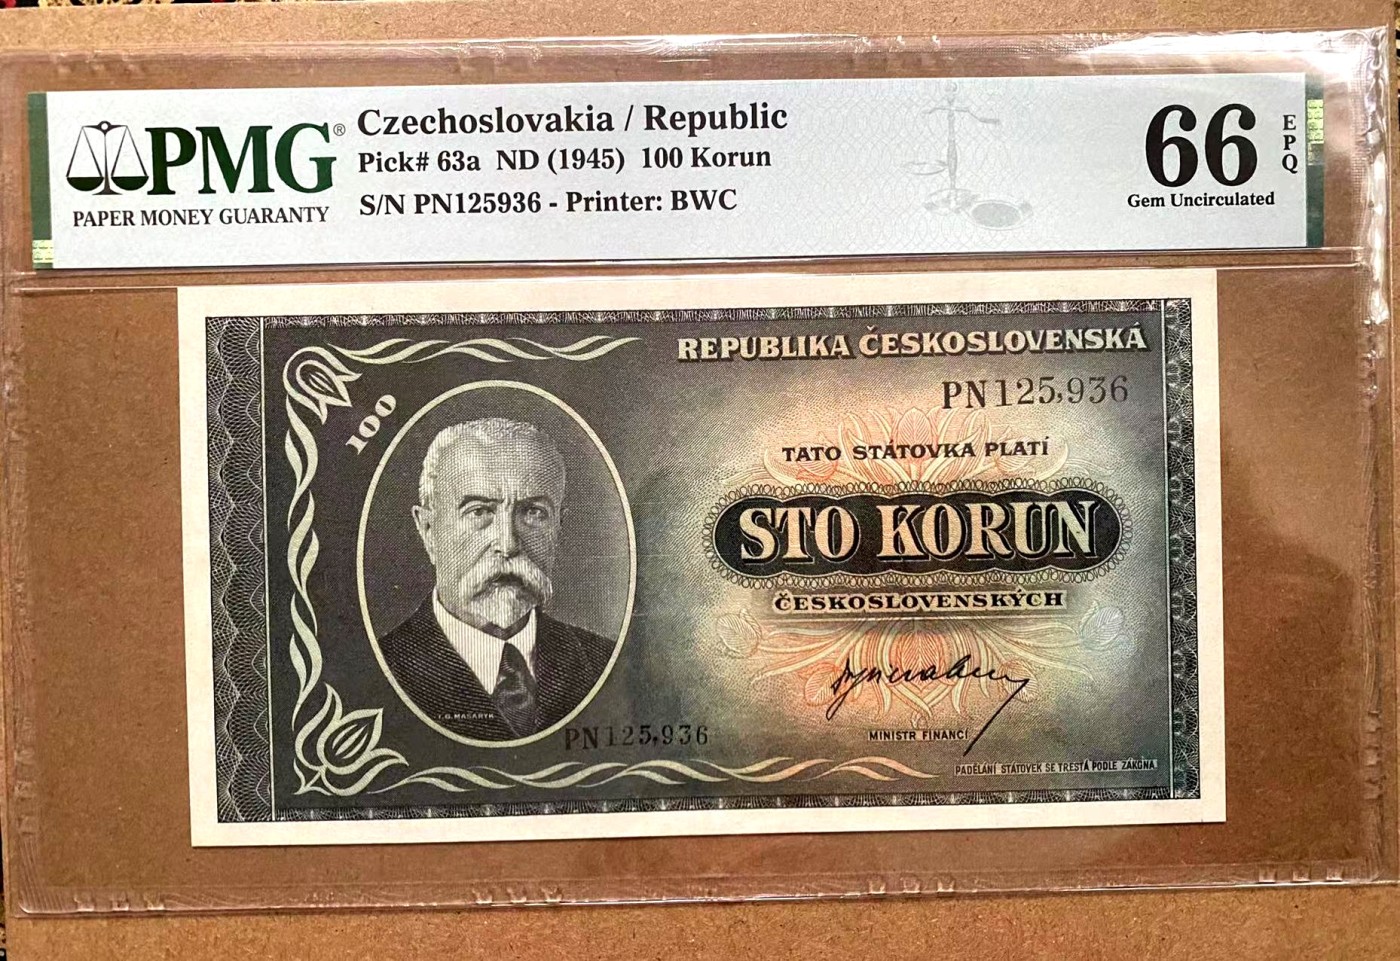 PMG®
PAPER MONEY GUARANTY
Czechoslovakia / Republic
Pick# 63a ND (1945) 100 Korun
S/N PN125936 - Printer: BWC
66
EPQ
Gem Uncirculated
REPUBLIKA ČESKOSLOVENSKÁ
PN125,936
100
TATO STÁTOVKA PLATÍ
STO KORUN
ČESKOSLOVENSKÝCH
T.G. MASARYK
PN125,936
MINISTR FINANCÍ
PADĚLÁNÍ STÁTOVEK SE TRESTÁ PODLE ZÁKONA